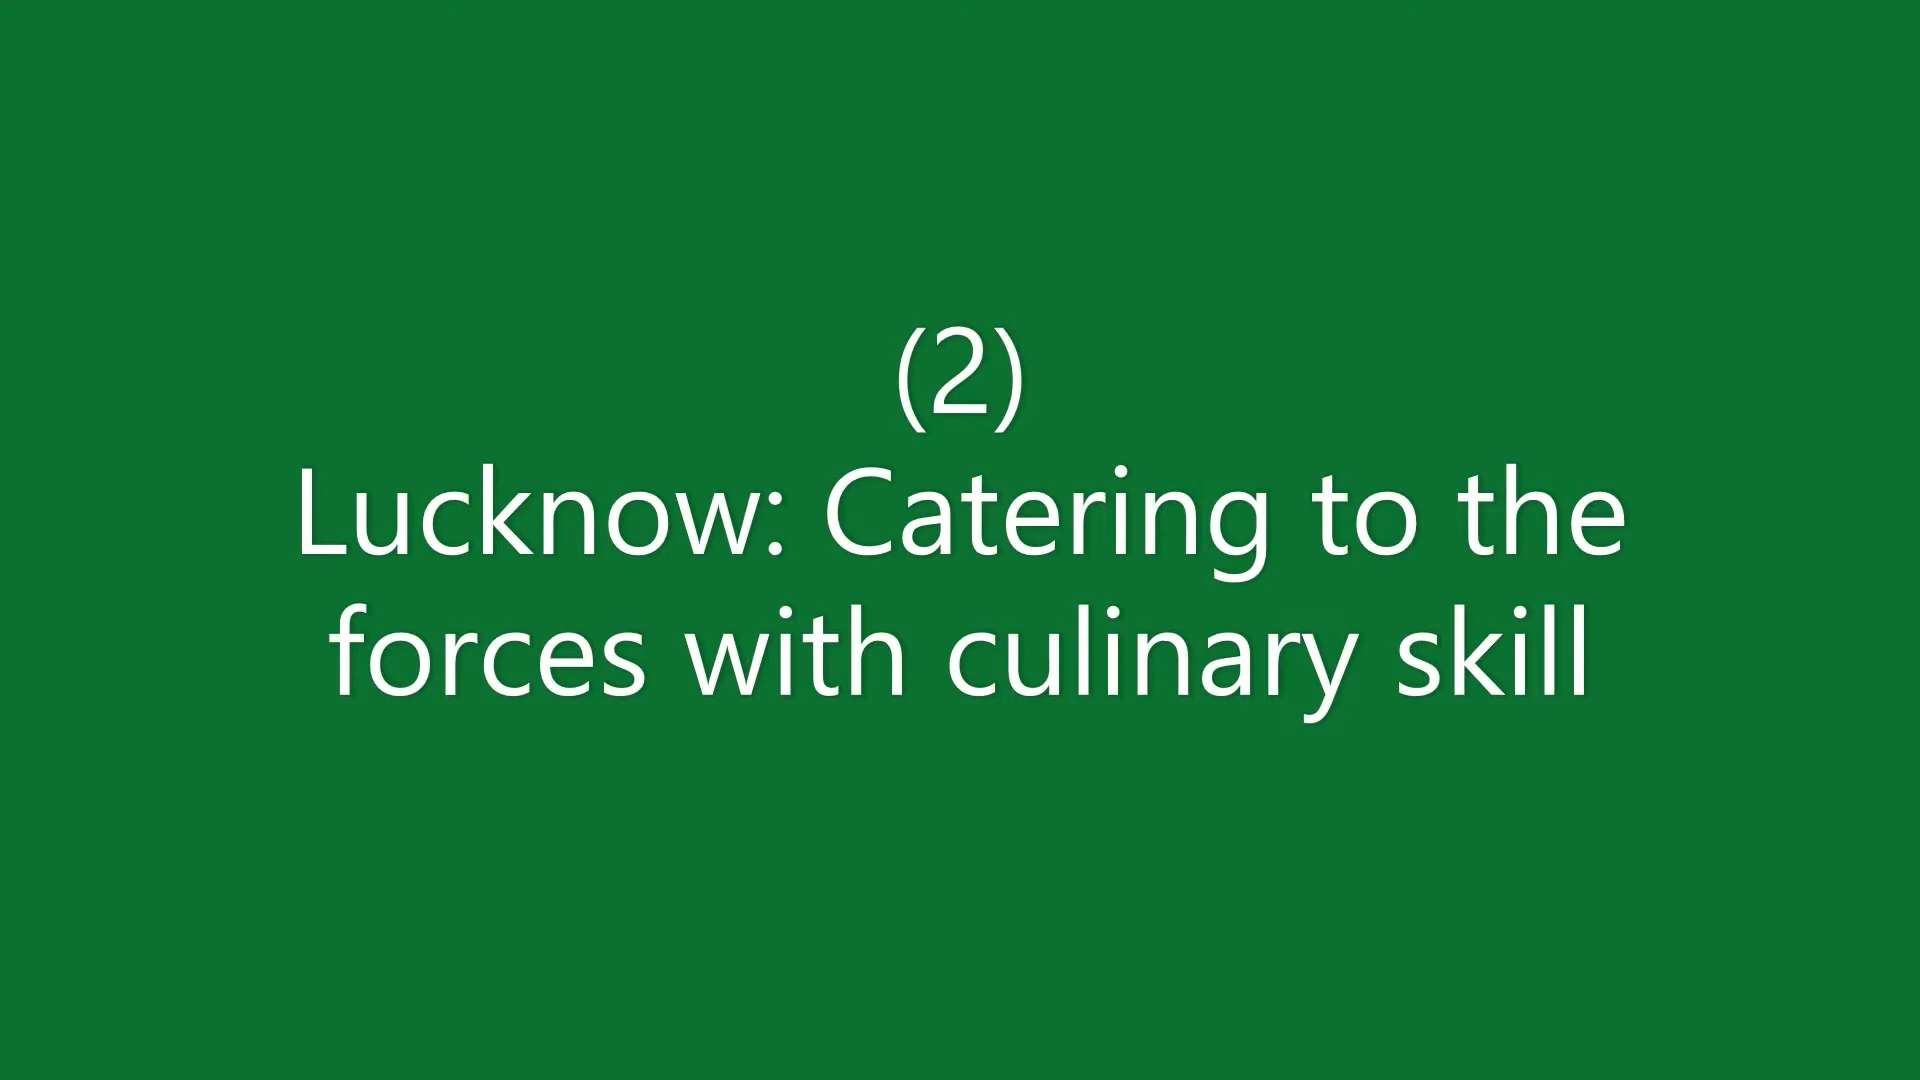 (2)
Lucknow: Catering to the
forces with culinary skill